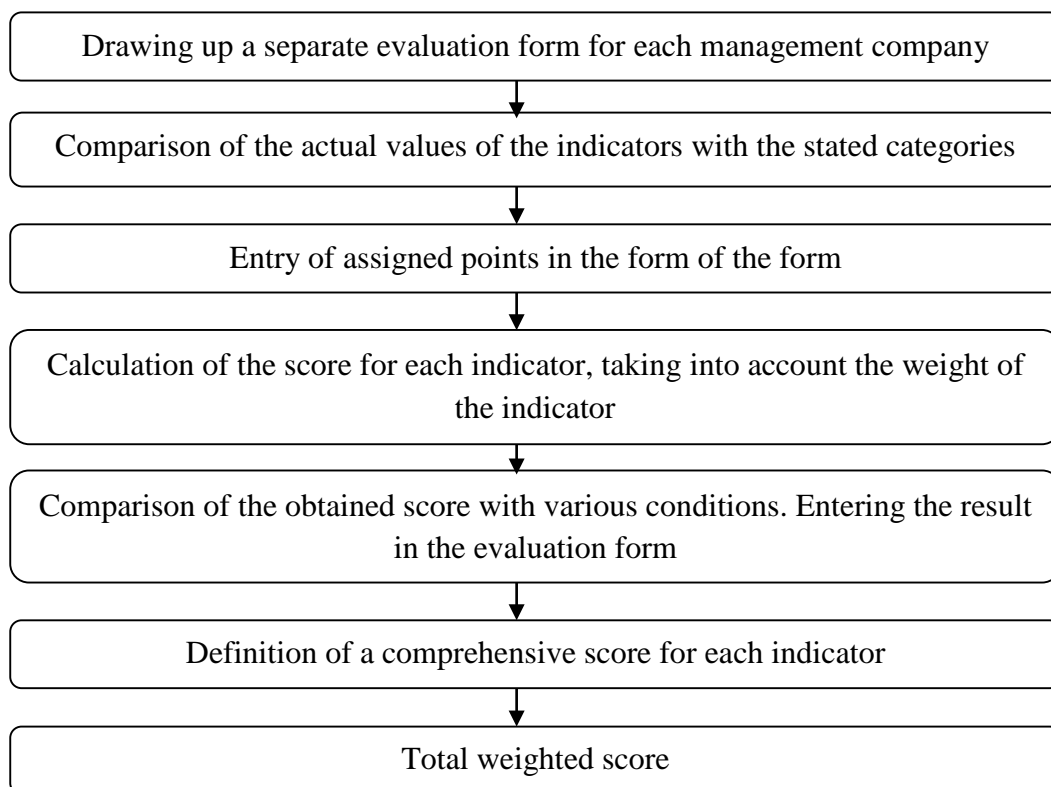 Drawing up a separate evaluation form for each management company
Comparison of the actual values of the indicators with the stated categories
Entry of assigned points in the form of the form
Calculation of the score for each indicator, taking into account the weight of
the indicator
Comparison of the obtained score with various conditions. Entering the result
in the evaluation form
Definition of a comprehensive score for each indicator
Total weighted score